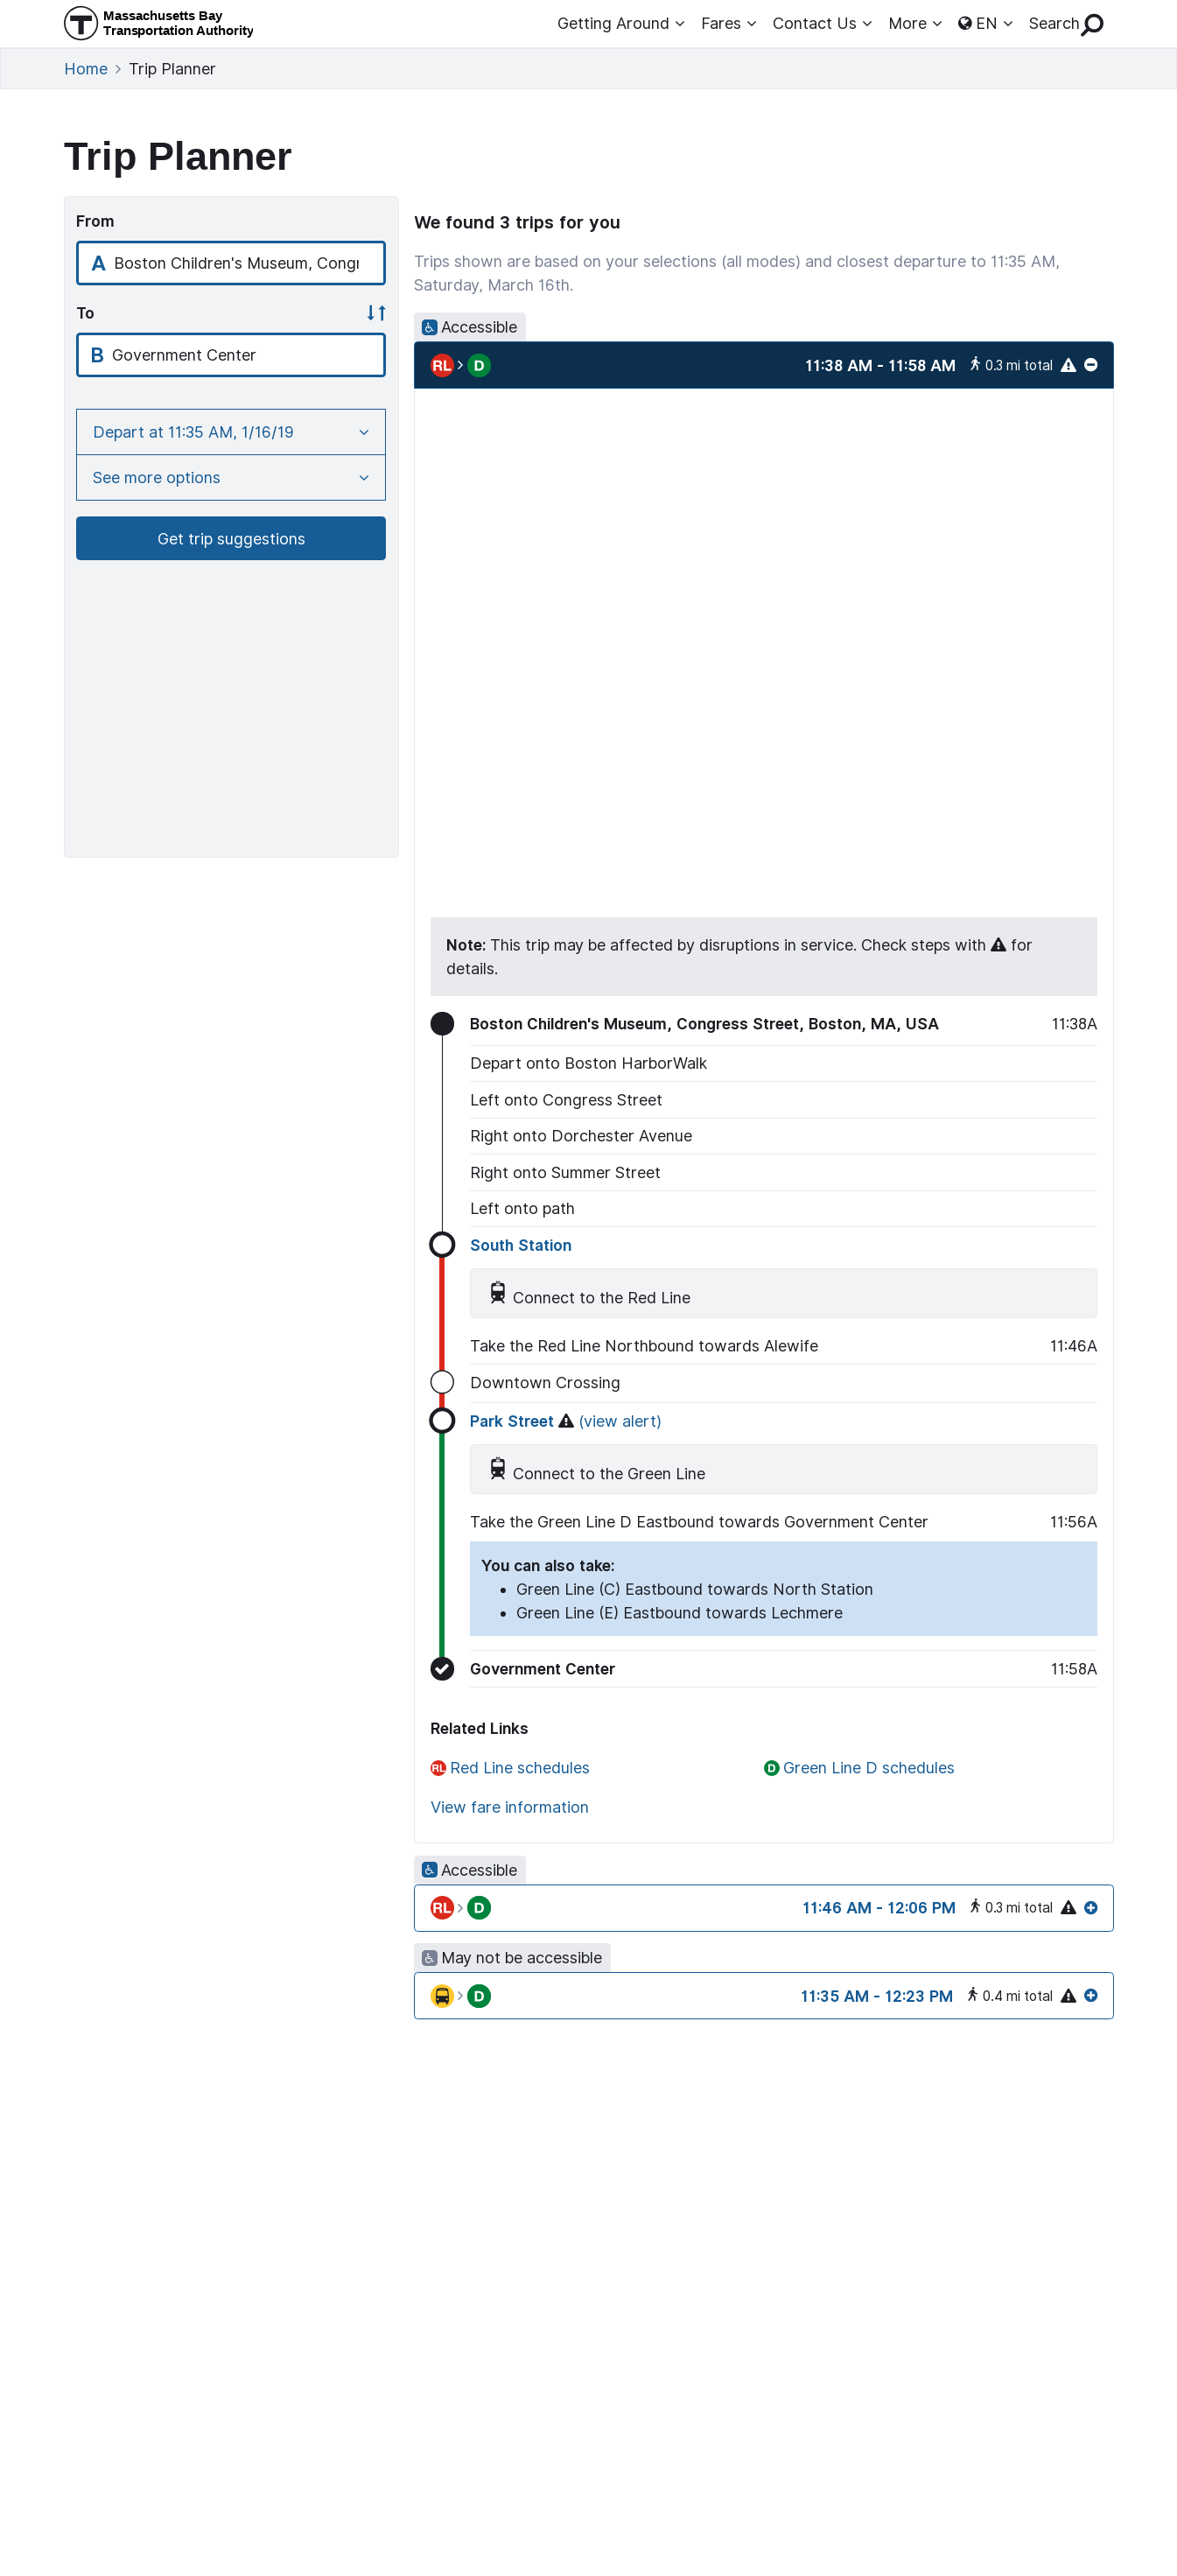 Massachusetts Bay
Transportation Authority
Getting Around Fares Contact Us More EN Search
Home Trip Planner
Trip Planner
From
A Boston Children's Museum, Congr
To
B Government Center
Depart at 11:35 AM, 1/16/19
See more options
Get trip suggestions
We found 3 trips for you
Trips shown are based on your selections (all modes) and closest departure to 11:35 AM,
Saturday, March 16th.
Accessible
RL D 11:38 AM - 11:58 AM 0.3 mi total
Note: This trip may be affected by disruptions in service. Check steps with for
details.
Boston Children's Museum, Congress Street, Boston, MA, USA 11:38A
Depart onto Boston HarborWalk
Left onto Congress Street
Right onto Dorchester Avenue
Right onto Summer Street
Left onto path
South Station
Connect to the Red Line
Take the Red Line Northbound towards Alewife 11:46A
Downtown Crossing
Park Street (view alert)
Connect to the Green Line
Take the Green Line D Eastbound towards Government Center 11:56A
You can also take:
• Green Line (C) Eastbound towards North Station
• Green Line (E) Eastbound towards Lechmere
Government Center 11:58A
Related Links
RL Red Line schedules D Green Line D schedules
View fare information
Accessible
RL D 11:46 AM - 12:06 PM 0.3 mi total
May not be accessible
D 11:35 AM - 12:23 PM 0.4 mi total